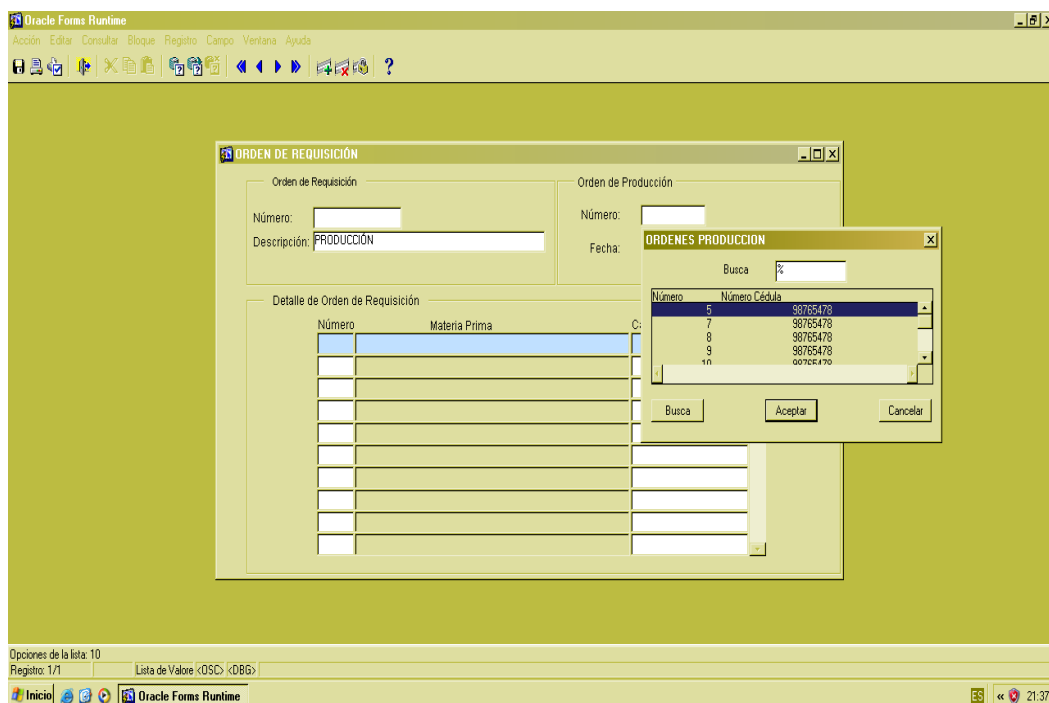 Oracle Forms Runtime
Acción Editar Consultar Bloque Registro Campo Ventana Ayuda
ORDEN DE REQUISICIÓN
Orden de Requisición
Número:
Descripción: PRODUCCIÓN
Orden de Producción
Número:
Fecha:
ORDENES PRODUCCION
Busca %
Número Número Cédula
5 98765478
7 98765478
8 98765478
9 98765478
10 98765478
Busca Aceptar Cancelar
Detalle de Orden de Requisición
Número Materia Prima
Opciones de la lista: 10
Registro: 1/1 Lista de Valore <OSC> <DBG>
Inicio Oracle Forms Runtime ES « 21:37